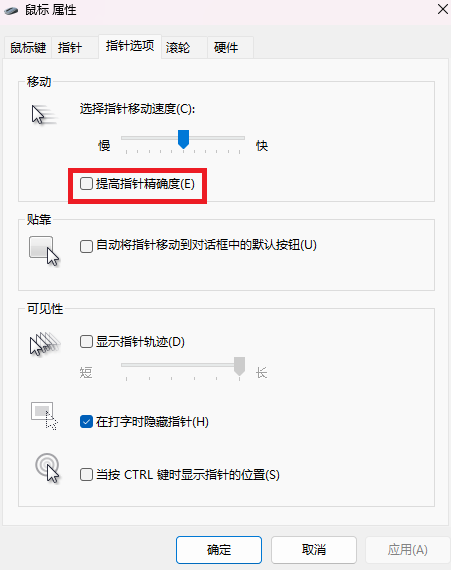 鼠标 属性
鼠标键 指针 指针选项 滚轮 硬件
移动
选择指针移动速度(C):
慢 快
提高指针精确度(E)
贴靠
自动将指针移动到对话框中的默认按钮(U)
可见性
显示指针轨迹(D)
短 长
在打字时隐藏指针(H)
当按 CTRL 键时显示指针的位置(S)
确定 取消 应用(A)